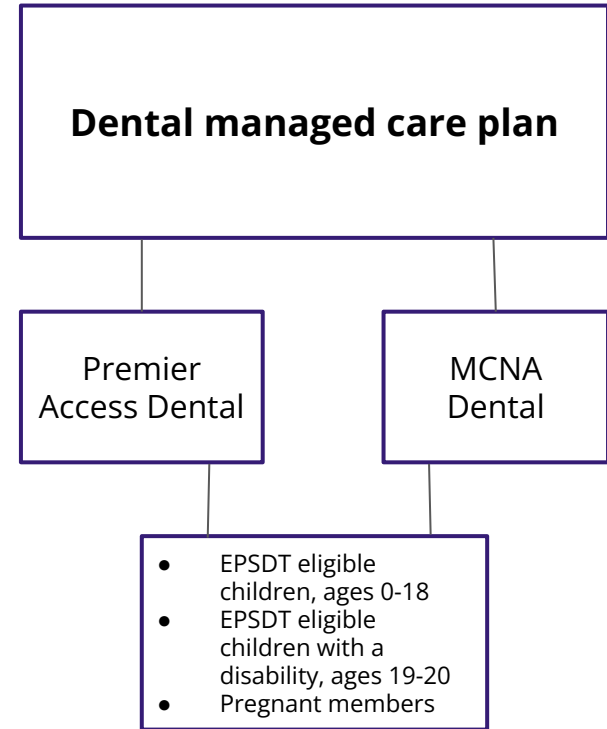 Dental managed care plan
Premier
Access Dental
MCNA
Dental
● EPSDT eligible
children, ages 0-18
● EPSDT eligible
children with a
disability, ages 19-20
● Pregnant members